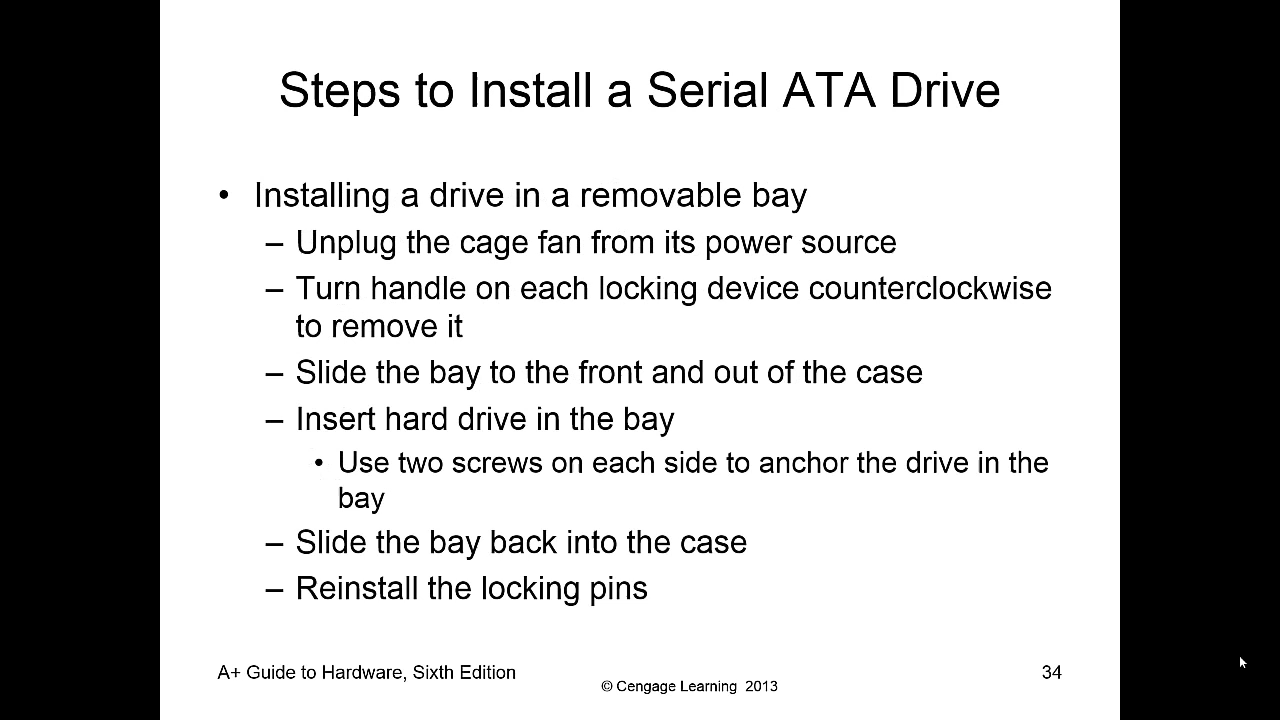 Steps to Install a Serial ATA Drive
• Installing a drive in a removable bay
– Unplug the cage fan from its power source
– Turn handle on each locking device counterclockwise
to remove it
– Slide the bay to the front and out of the case
– Insert hard drive in the bay
• Use two screws on each side to anchor the drive in the
bay
– Slide the bay back into the case
– Reinstall the locking pins
A+ Guide to Hardware, Sixth Edition
© Cengage Learning 2013
34